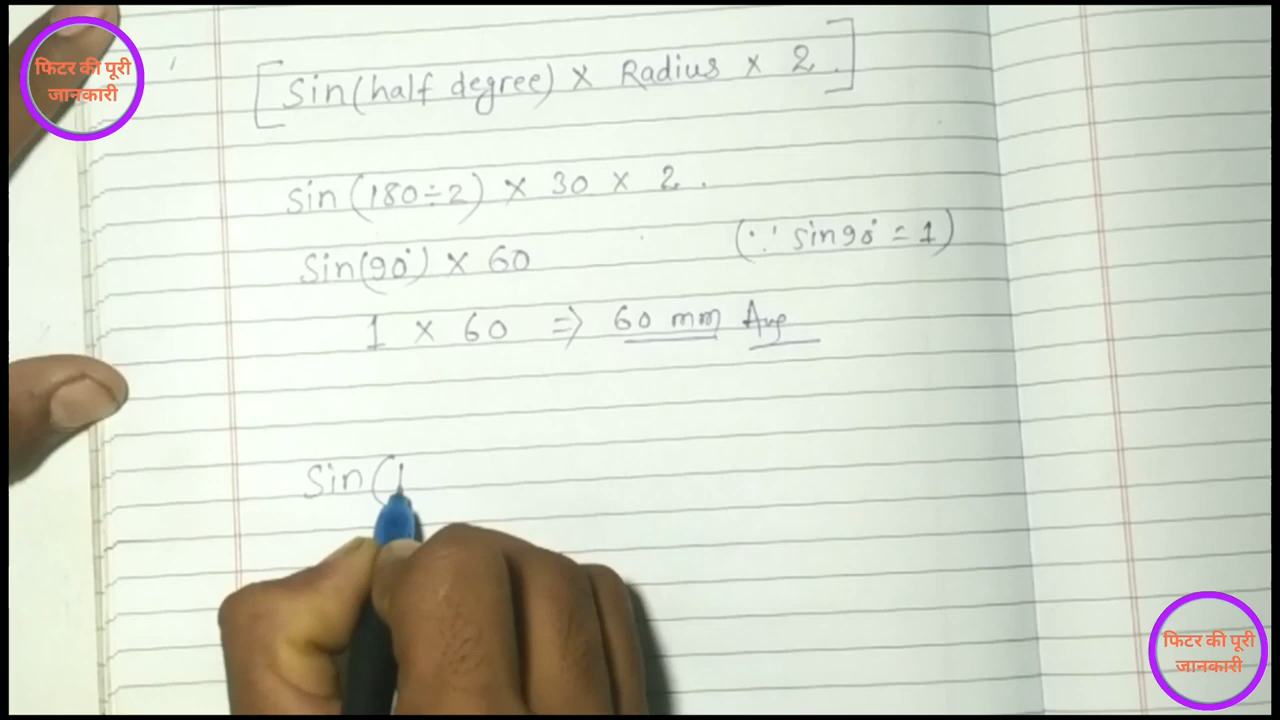 फिटर की पूरी
जानकारी
[Sin(half degree) × Radius × 2.]
Sin(180÷2) × 30 × 2.
Sin(90°) × 60 (∵ Sin90° = 1)
1 × 60 => 60 mm
Sin(1
फिटर की पूरी
जानकारी